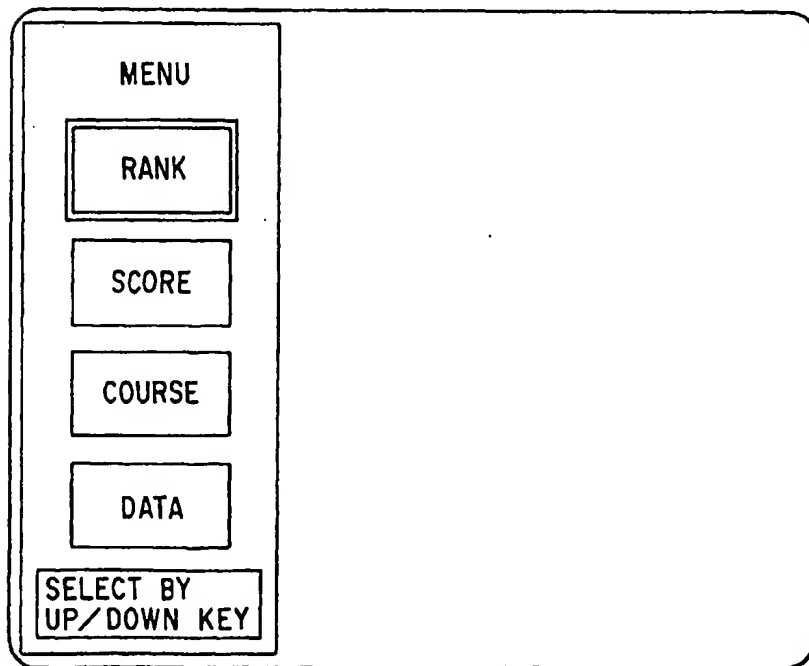 MENU
RANK
SCORE
COURSE
DATA
SELECT BY
UP/DOWN KEY